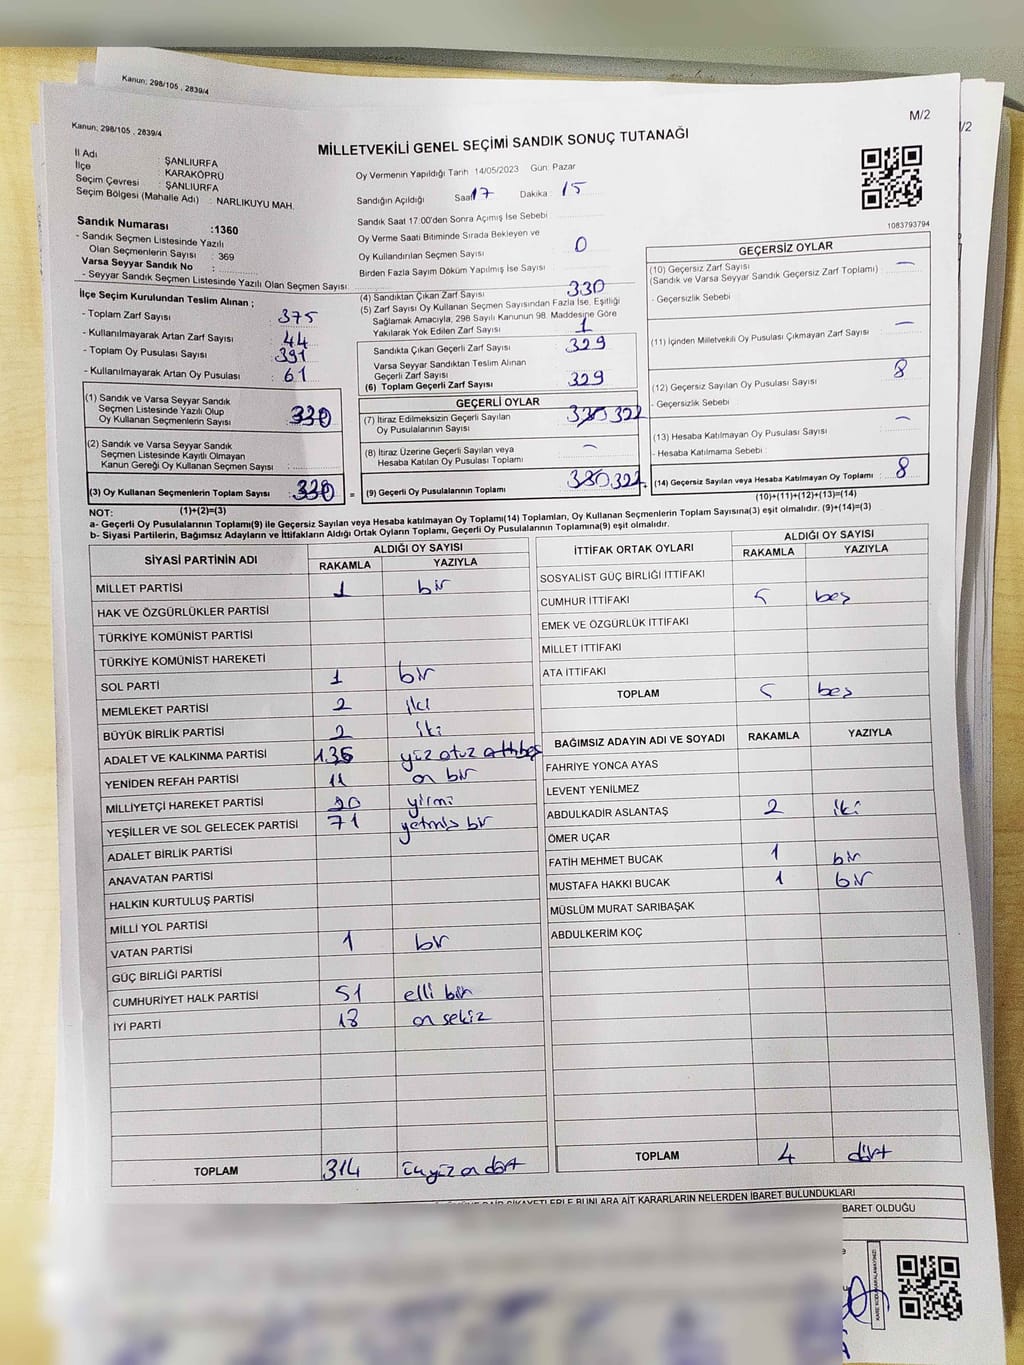 Kanun; 298/105 , 2839/4
Kanun; 298/105 , 2839/4
M/2
MİLLETVEKİLİ GENEL SEÇİMİ SANDIK SONUÇ TUTANAĞI
İl Adı : ŞANLIURFA
İlçe : KARAKÖPRÜ
Seçim Çevresi : ŞANLIURFA
Seçim Bölgesi (Mahalle Adı) : NARLIKUYU MAH.
Sandık Numarası :1360
- Sandık Seçmen Listesinde Yazılı
Olan Seçmenlerin Sayısı : 369
Varsa Seyyar Sandık No :
- Seyyar Sandık Seçmen Listesinde Yazılı Olan Seçmen Sayısı:
Oy Vermenin Yapıldığı Tarih 14/05/2023 Gün: Pazar
Sandığın Açıldığı Saat 17 Dakika : 15
Sandık Saat 17:00'den Sonra Açımış İse Sebebi
Oy Verme Saati Bitiminde Sırada Bekleyen ve
Oy Kullandırılan Seçmen Sayısı 0
Birden Fazla Sayım Döküm Yapılmış İse Sayısı
1083793794
İlçe Seçim Kurulundan Teslim Alınan ;
- Toplam Zarf Sayısı : 375
- Kullanılmayarak Artan Zarf Sayısı : 44
- Toplam Oy Pusulası Sayısı : 391
- Kullanılmayarak Artan Oy Pusulası : 61
(1) Sandık ve Varsa Seyyar Sandık
Seçmen Listesinde Yazılı Olup
Oy Kullanan Seçmenlerin Sayısı : 330
(2) Sandık ve Varsa Seyyar Sandık
Seçmen Listesinde Kayıtlı Olmayan
Kanun Gereği Oy Kullanan Seçmen Sayısı :
(3) Oy Kullanan Seçmenlerin Toplam Sayısı : 330 =
(1)+(2)=(3)
(4) Sandıktan Çıkan Zarf Sayısı 330
(5) Zarf Sayısı Oy Kullanan Seçmen Sayısından Fazla İse, Eşitliği
Sağlamak Amacıyla, 298 Sayılı Kanunun 98. Maddesine Göre
Yakılarak Yok Edilen Zarf Sayısı 1
Sandıkta Çıkan Geçerli Zarf Sayısı 329
Varsa Seyyar Sandıktan Teslim Alınan
Geçerli Zarf Sayısı
(6) Toplam Geçerli Zarf Sayısı 329
GEÇERLİ OYLAR
(7) İtiraz Edilmeksizin Geçerli Sayılan
Oy Pusulalarının Sayısı 330 322
(8) İtiraz Üzerine Geçerli Sayılan veya
Hesaba Katılan Oy Pusulası Toplamı –
(9) Geçerli Oy Pusulalarının Toplamı 330 322
GEÇERSİZ OYLAR
(10) Geçersiz Zarf Sayısı
(Sandık ve Varsa Seyyar Sandık Geçersiz Zarf Toplamı) –
- Geçersizlik Sebebi
(11) İçinden Milletvekili Oy Pusulası Çıkmayan Zarf Sayısı –
(12) Geçersiz Sayılan Oy Pusulası Sayısı 8
- Geçersizlik Sebebi
(13) Hesaba Katılmayan Oy Pusulası Sayısı –
- Hesaba Katılmama Sebebi
(14) Geçersiz Sayılan veya Hesaba Katılmayan Oy Toplamı : 8
(10)+(11)+(12)+(13)=(14)
NOT:
a- Geçerli Oy Pusulalarının Toplamı(9) ile Geçersiz Sayılan veya Hesaba katılmayan Oy Toplamı(14) Toplamları, Oy Kullanan Seçmenlerin Toplam Sayısına(3) eşit olmalıdır. (9)+(14)=(3)
b- Siyasi Partilerin, Bağımsız Adayların ve İttifakların Aldığı Ortak Oyların Toplamı, Geçerli Oy Pusulalarının Toplamına(9) eşit olmalıdır.
SİYASİ PARTİNİN ADI ALDIĞI OY SAYISI
RAKAMLA YAZIYLA
MİLLET PARTİSİ 1 bir
HAK VE ÖZGÜRLÜKLER PARTİSİ
TÜRKİYE KOMÜNİST PARTİSİ
TÜRKİYE KOMÜNİST HAREKETİ
SOL PARTİ 1 bir
MEMLEKET PARTİSİ 2 iki
BÜYÜK BİRLİK PARTİSİ 2 iki
ADALET VE KALKINMA PARTİSİ 135 yüz otuz altı beş
YENİDEN REFAH PARTİSİ 11 on bir
MİLLİYETÇİ HAREKET PARTİSİ 20 yirmi
YEŞİLLER VE SOL GELECEK PARTİSİ 71 yetmiş bir
ADALET BİRLİK PARTİSİ
ANAVATAN PARTİSİ
HALKIN KURTULUŞ PARTİSİ
MİLLİ YOL PARTİSİ
VATAN PARTİSİ 1 bir
GÜÇ BİRLİĞİ PARTİSİ
CUMHURİYET HALK PARTİSİ 51 elli bir
İYİ PARTİ 18 on sekiz
TOPLAM 314 üçyüz on dört
İTTİFAK ORTAK OYLARI ALDIĞI OY SAYISI
RAKAMLA YAZIYLA
SOSYALİST GÜÇ BİRLİĞİ İTTİFAKI
CUMHUR İTTİFAKI 5 beş
EMEK VE ÖZGÜRLÜK İTTİFAKI
MİLLET İTTİFAKI
ATA İTTİFAKI
TOPLAM 5 beş
BAĞIMSIZ ADAYIN ADI VE SOYADI RAKAMLA YAZIYLA
FAHRİYE YONCA AYAS
LEVENT YENİLMEZ
ABDULKADİR ASLANTAŞ 2 iki
ÖMER UÇAR
FATİH MEHMET BUCAK 1 bir
MUSTAFA HAKKI BUCAK 1 bir
MÜSLÜM MURAT SARIBAŞAK
ABDULKERİM KOÇ
TOPLAM 4 dört
ŞİKAYETLERLE BUNLARA AİT KARARLARIN NELERDEN İBARET BULUNDUKLARI
BARET OLDUĞU